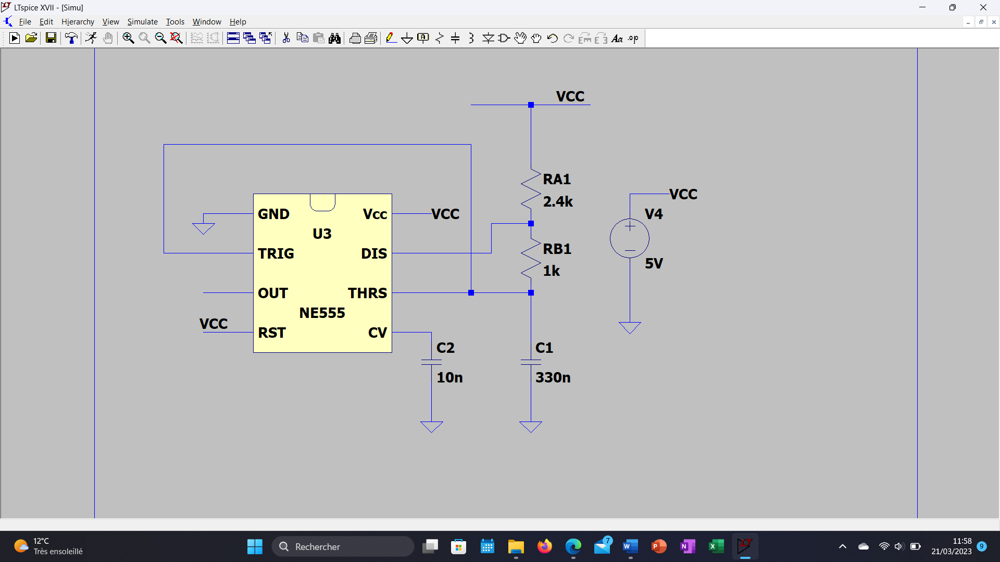 LTspice XVII - [Simu]
File Edit Hierarchy View Simulate Tools Window Help
VCC
RA1
2.4k
VCC
V4
5V
GND
Vcc
VCC
U3
TRIG
DIS
RB1
1k
OUT
THRS
NE555
VCC
RST
CV
C2
10n
C1
330n
12°C
Très ensoleillé
Rechercher
7
11:58
21/03/2023
9